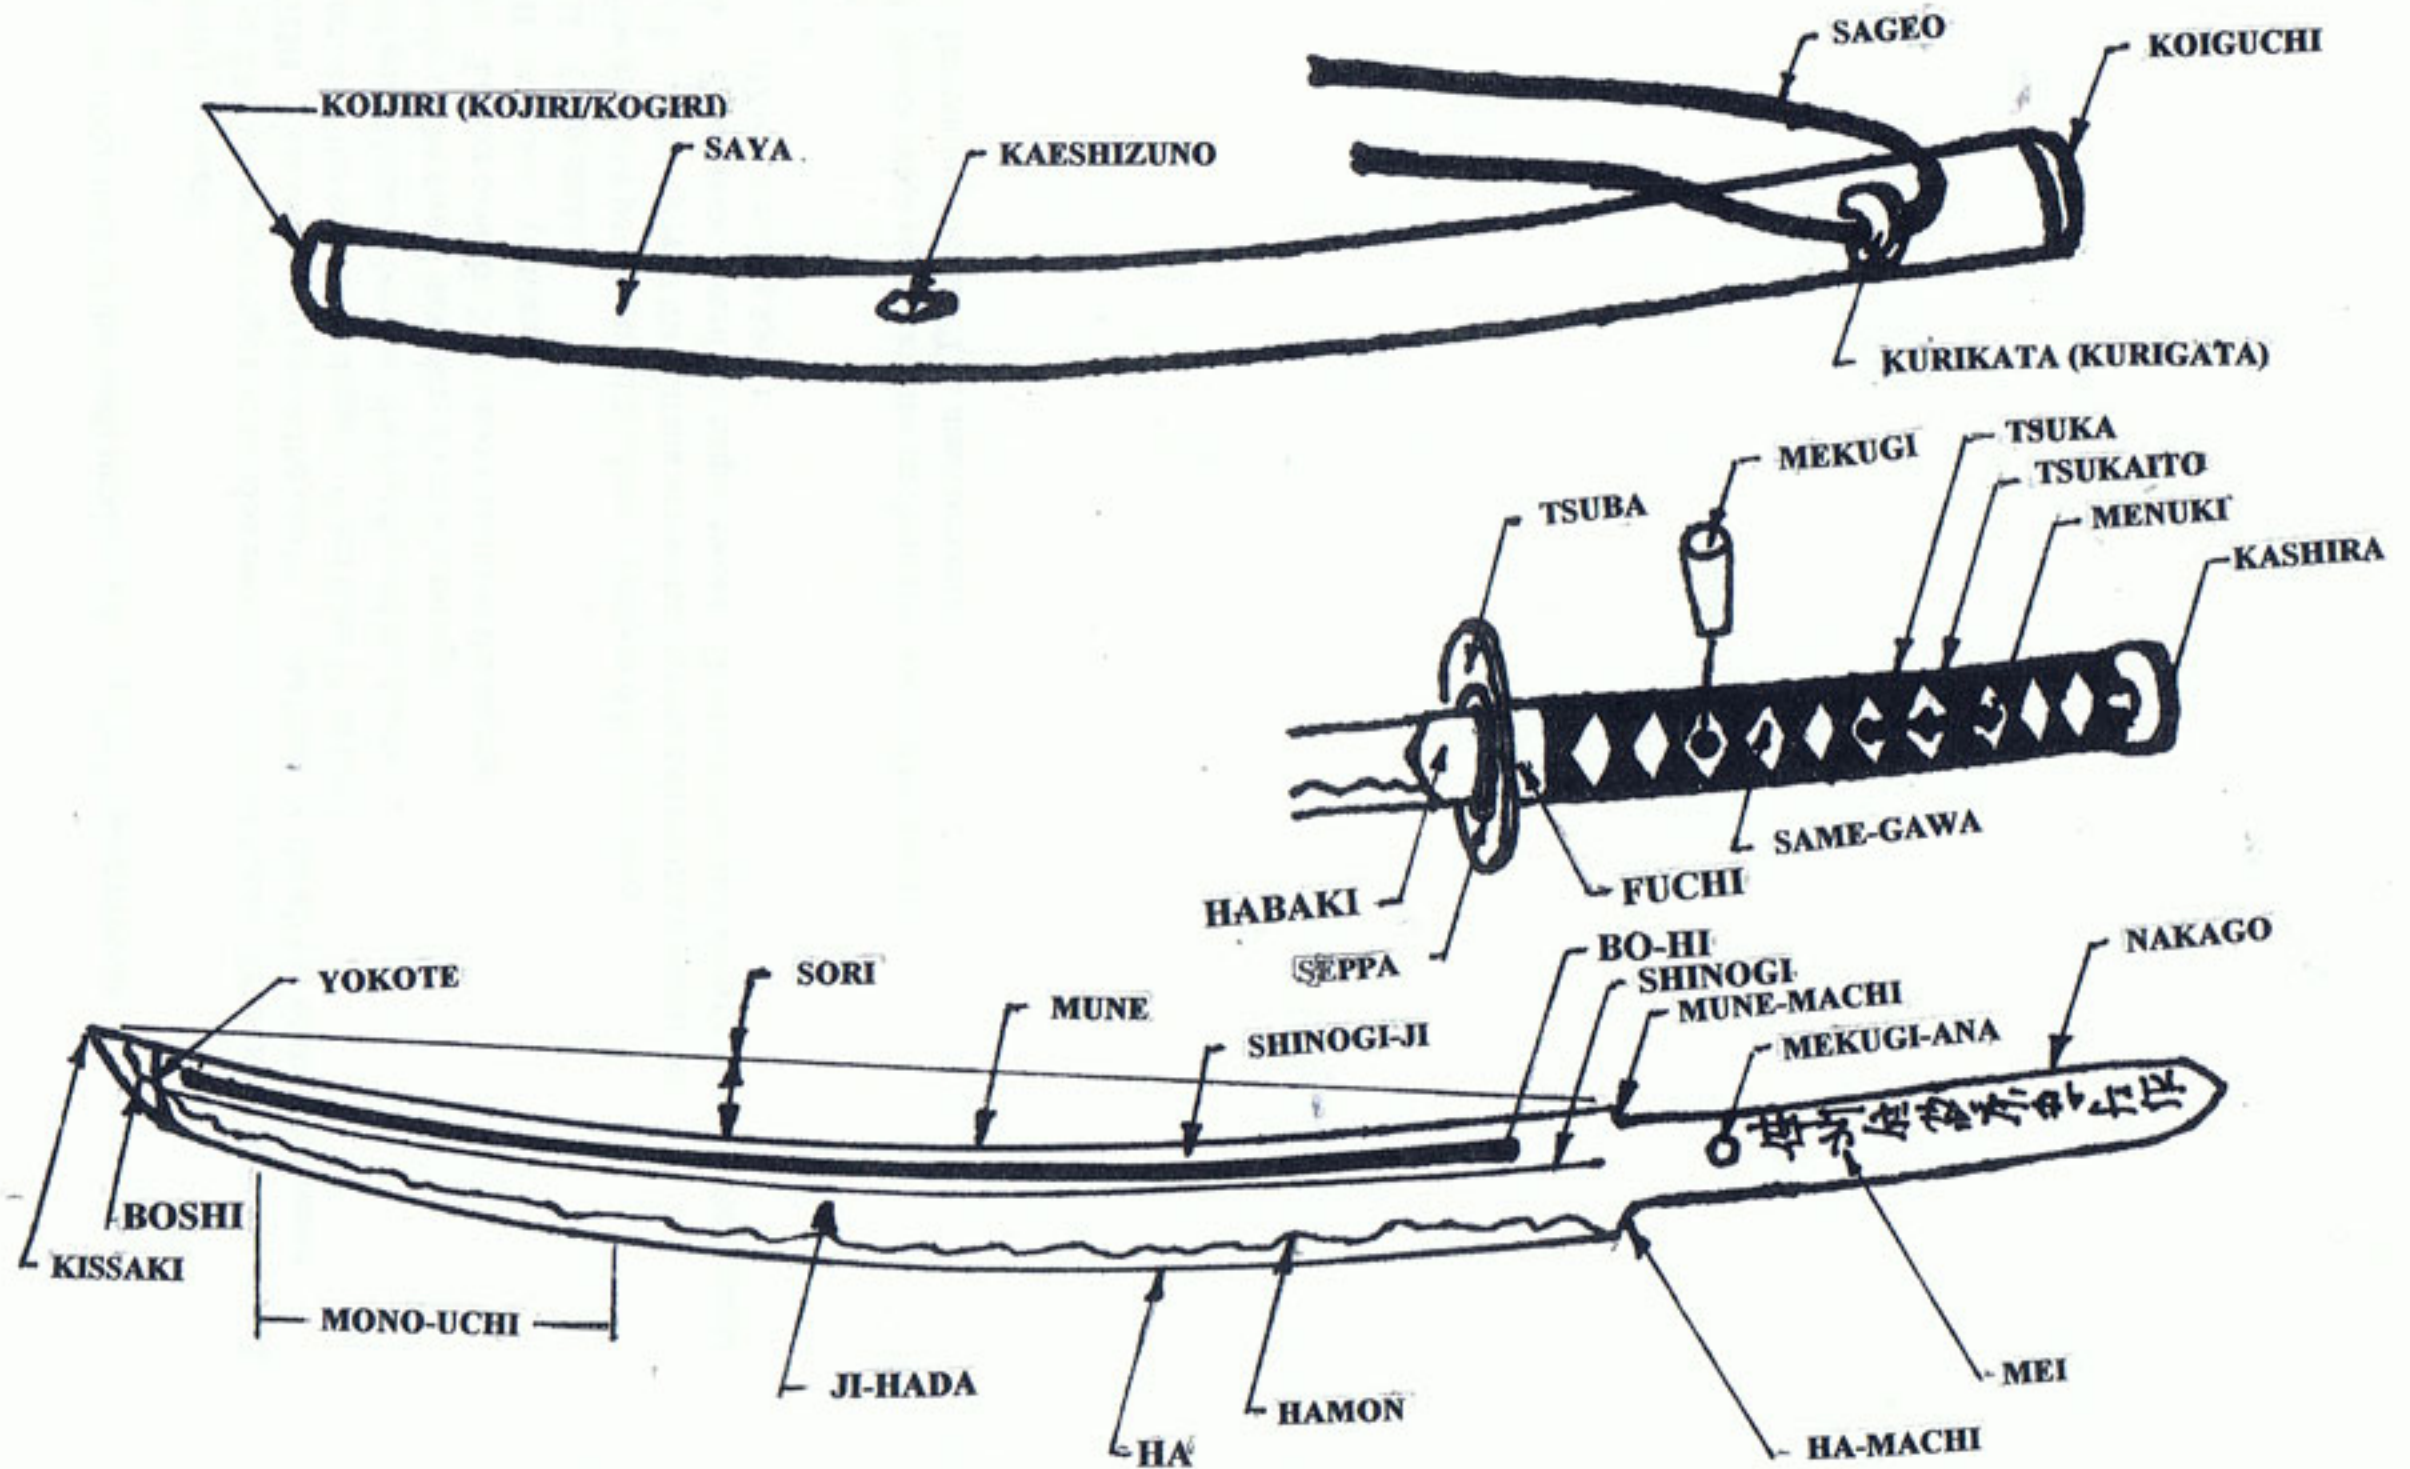 SAGEO
KOIGUCHI
KOIJIRI (KOJIRI/KOGIRI)
SAYA
KAESHIZUNO
KURIKATA (KURIGATA)
TSUKA
MEKUGI
TSUKAITO
TSUBA
MENUKI
KASHIRA
SAME-GAWA
HABAKI
FUCHI
SEPPA
BO-HI
NAKAGO
YOKOTE
SORI
SHINOGI
MUNE
MUNE-MACHI
SHINOGI-JI
MEKUGI-ANA
BOSHI
KISSAKI
MONO-UCHI
JI-HADA
HAMON
MEI
HA
HA-MACHI